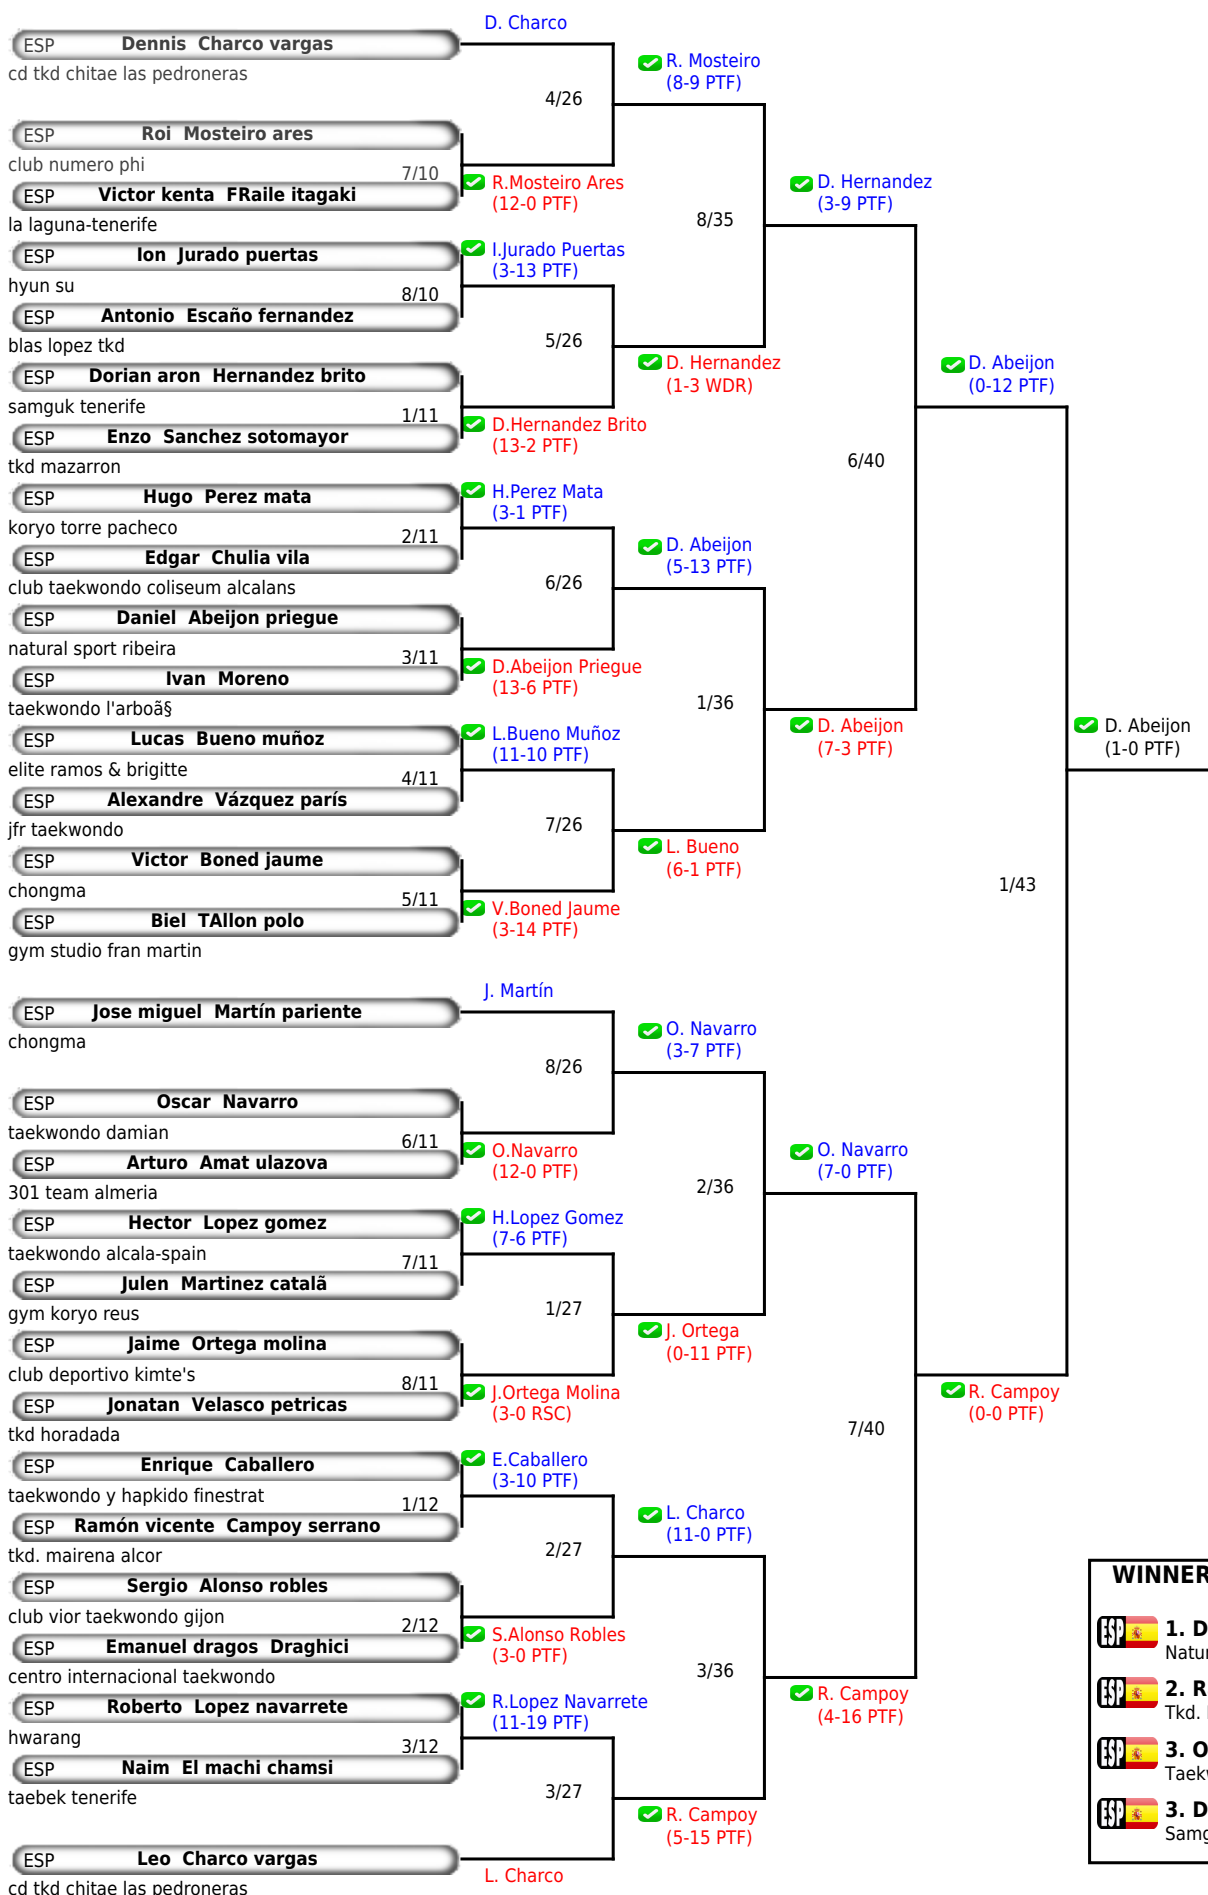 D. Charco
ESP Dennis Charco vargas
cd tkd chitae las pedroneras
R. Mosteiro
(8-9 PTF)
4/26
ESP Roi Mosteiro ares
club numero phi
7/10
R.Mosteiro Ares
(12-0 PTF)
ESP Victor kenta FRaile itagaki
la laguna-tenerife
D. Hernandez
(3-9 PTF)
8/35
ESP Ion Jurado puertas
hyun su
I.Jurado Puertas
(3-13 PTF)
8/10
ESP Antonio Escaño fernandez
blas lopez tkd
5/26
D. Hernandez
(1-3 WDR)
D. Abeijon
(0-12 PTF)
ESP Dorian aron Hernandez brito
samguk tenerife
1/11
D.Hernandez Brito
(13-2 PTF)
ESP Enzo Sanchez sotomayor
tkd mazarron
6/40
ESP Hugo Perez mata
koryo torre pacheco
H.Perez Mata
(3-1 PTF)
2/11
ESP Edgar Chulia vila
club taekwondo coliseum alcalans
D. Abeijon
(5-13 PTF)
6/26
ESP Daniel Abeijon priegue
natural sport ribeira
3/11
D.Abeijon Priegue
(13-6 PTF)
ESP Ivan Moreno
taekwondo l'arboã§
1/36
D. Abeijon
(7-3 PTF)
D. Abeijon
(1-0 PTF)
ESP Lucas Bueno muñoz
elite ramos & brigitte
L.Bueno Muñoz
(11-10 PTF)
4/11
ESP Alexandre Vázquez parís
jfr taekwondo
7/26
L. Bueno
(6-1 PTF)
ESP Victor Boned jaume
chongma
5/11
V.Boned Jaume
(3-14 PTF)
ESP Biel TAllon polo
gym studio fran martin
1/43
J. Martín
ESP Jose miguel Martín pariente
chongma
O. Navarro
(3-7 PTF)
8/26
ESP Oscar Navarro
taekwondo damian
6/11
O.Navarro
(12-0 PTF)
ESP Arturo Amat ulazova
301 team almeria
O. Navarro
(7-0 PTF)
2/36
ESP Hector Lopez gomez
taekwondo alcala-spain
H.Lopez Gomez
(7-6 PTF)
7/11
ESP Julen Martinez catalã
gym koryo reus
1/27
J. Ortega
(0-11 PTF)
ESP Jaime Ortega molina
club deportivo kimte's
8/11
J.Ortega Molina
(3-0 RSC)
ESP Jonatan Velasco petricas
tkd horadada
R. Campoy
(0-0 PTF)
7/40
ESP Enrique Caballero
taekwondo y hapkido finestrat
E.Caballero
(3-10 PTF)
1/12
ESP Ramón vicente Campoy serrano
tkd. mairena alcor
L. Charco
(11-0 PTF)
2/27
ESP Sergio Alonso robles
club vior taekwondo gijon
2/12
S.Alonso Robles
(3-0 PTF)
ESP Emanuel dragos Draghici
centro internacional taekwondo
3/36
R. Campoy
(4-16 PTF)
ESP Roberto Lopez navarrete
hwarang
R.Lopez Navarrete
(11-19 PTF)
3/12
ESP Naim El machi chamsi
taebek tenerife
3/27
R. Campoy
(5-15 PTF)
ESP Leo Charco vargas
cd tkd chitae las pedroneras
L. Charco
WINNER
ESP 1. D
Natur
ESP 2. R
Tkd.
ESP 3. O
Taekw
ESP 3. D
Samg